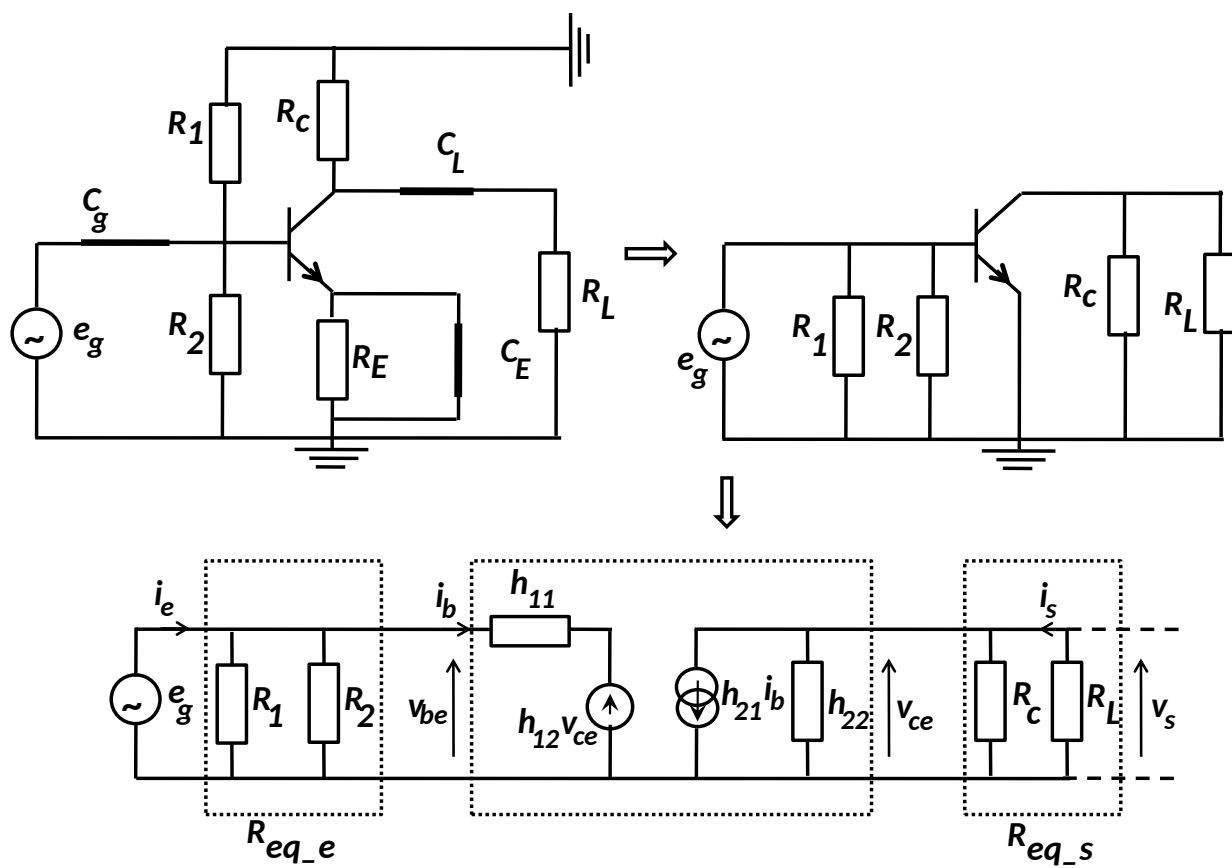 R1
Rc
CL
Cg
eg
R2
RE
CE
RL
eg
R1
R2
Rc
RL
ie
ib
h11
is
eg
R1
R2
vbe
h12vce
h21ib
h22
vce
Rc
RL
vs
Req_e
Req_s